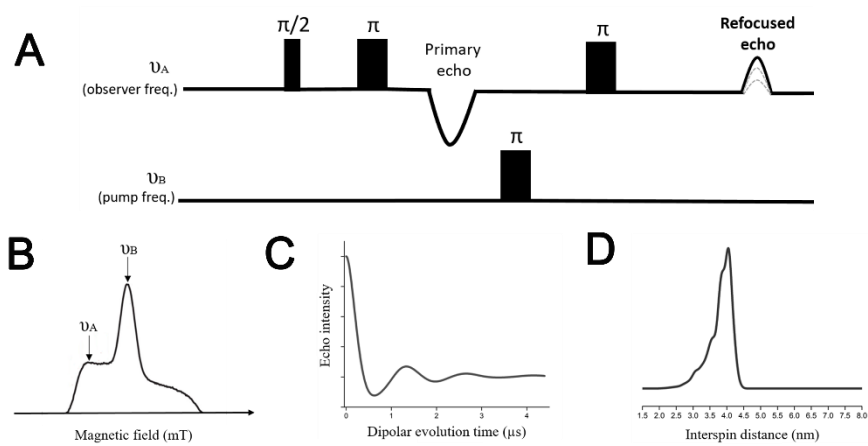 A
π/2
π
Primary
echo
π
Refocused
echo
υA
(observer freq.)
π
υB
(pump freq.)
B
υB
υA
Magnetic field (mT)
C
Echo intensity
0
1
2
3
4
Dipolar evolution time (μs)
D
1.5 2.0 2.5 3.0 3.5 4.0 4.5 5.0 5.5 6.0 6.5 7.0 7.5 8.0
Interspin distance (nm)